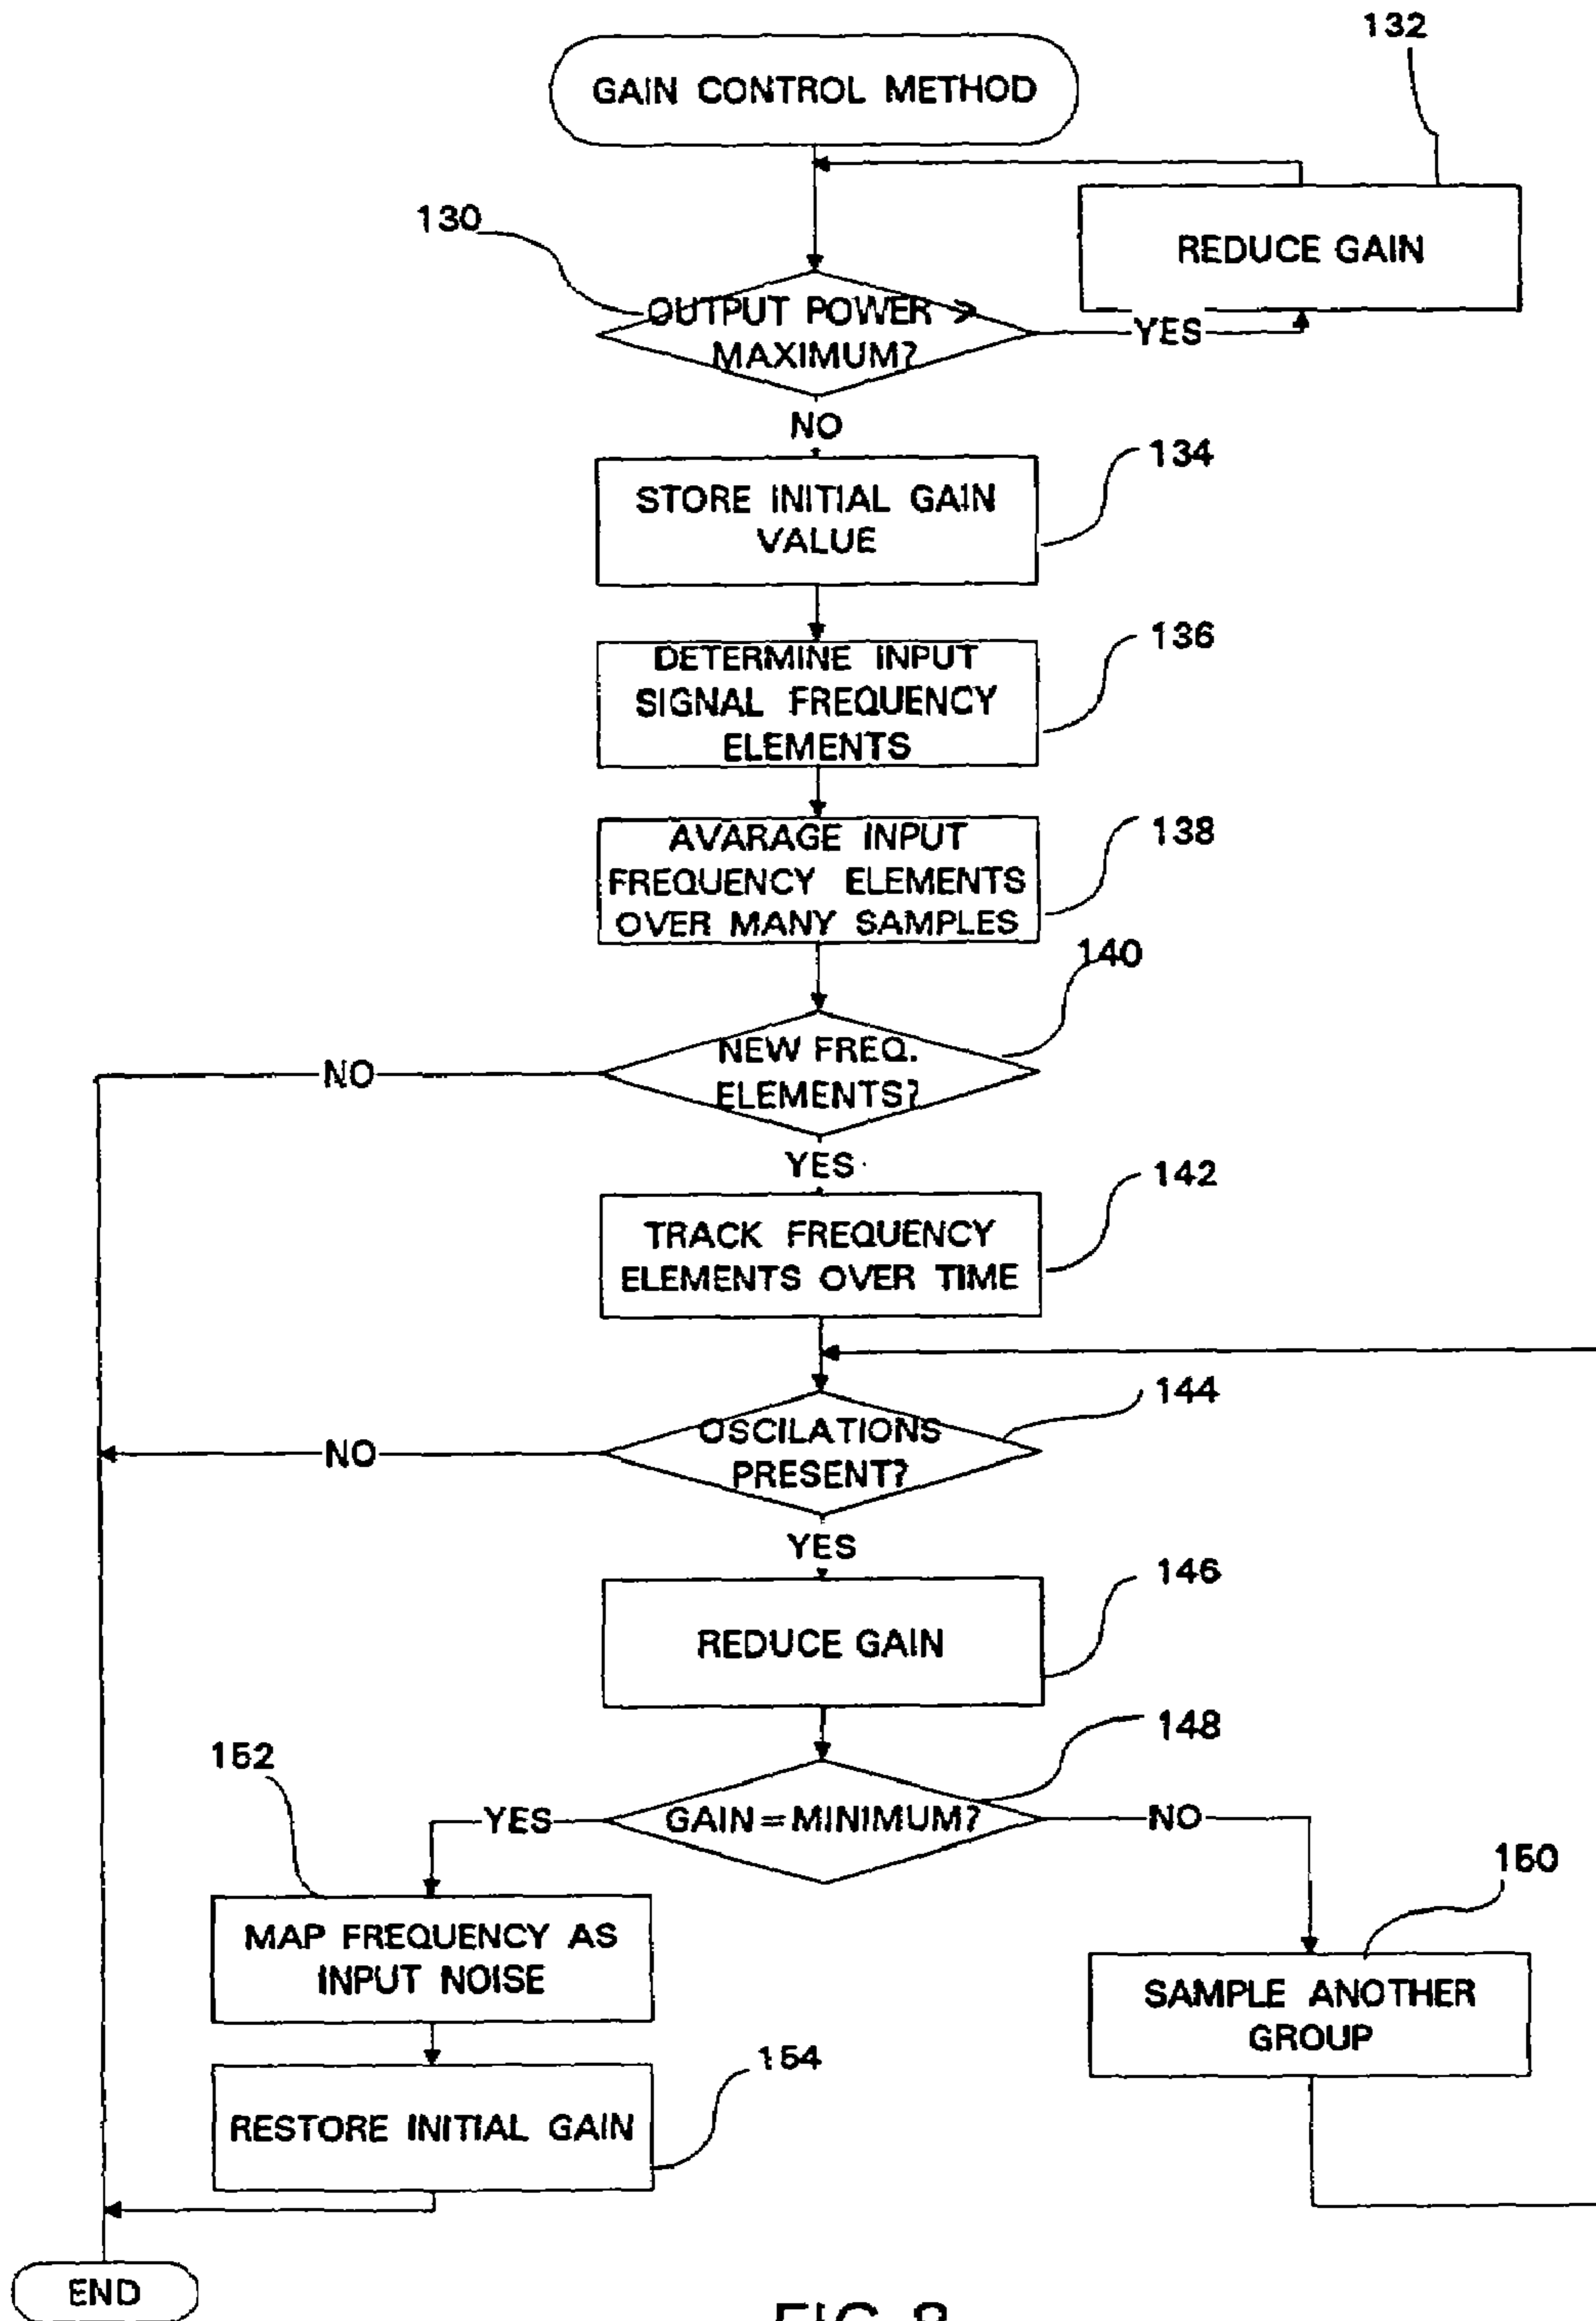 132
GAIN CONTROL METHOD
130
REDUCE GAIN
OUTPUT POWER >
MAXIMUM?
YES
NO
134
STORE INITIAL GAIN
VALUE
136
DETERMINE INPUT
SIGNAL FREQUENCY
ELEMENTS
138
AVARAGE INPUT
FREQUENCY ELEMENTS
OVER MANY SAMPLES
140
NEW FREQ.
ELEMENTS?
NO
YES
142
TRACK FREQUENCY
ELEMENTS OVER TIME
144
OSCILATIONS
PRESENT?
NO
YES
146
REDUCE GAIN
148
152
YES
GAIN=MINIMUM?
NO
150
MAP FREQUENCY AS
INPUT NOISE
SAMPLE ANOTHER
GROUP
154
RESTORE INITIAL GAIN
END
FIG.8